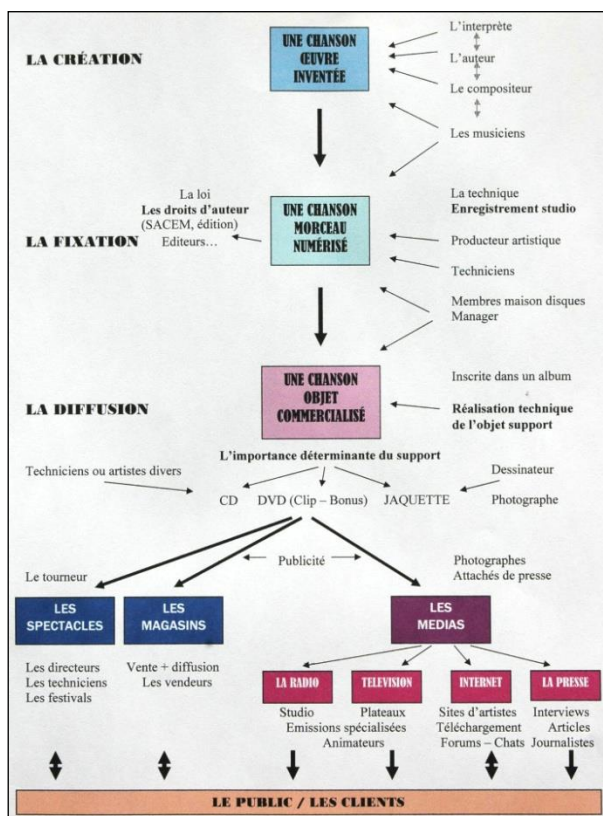 LA CRÉATION
UNE CHANSON
ŒUVRE
INVENTÉE
L'interprète
L'auteur
Le compositeur
Les musiciens
LA FIXATION
La loi
Les droits d'auteur
(SACEM, édition)
Editeurs…
UNE CHANSON
MORCEAU
NUMÉRISÉ
La technique
Enregistrement studio
Producteur artistique
Techniciens
Membres maison disques
Manager
LA DIFFUSION
UNE CHANSON
OBJET
COMMERCIALISÉ
Inscrite dans un album
Réalisation technique
de l'objet support
L'importance déterminante du support
Techniciens ou artistes divers
CD DVD (Clip – Bonus) JAQUETTE
Dessinateur
Photographe
Publicité
Le tourneur
Photographes
Attachés de presse
LES
SPECTACLES
LES
MAGASINS
LES
MEDIAS
Les directeurs
Les techniciens
Les festivals
Vente + diffusion
Les vendeurs
LA RADIO
TELEVISION
INTERNET
LA PRESSE
Studio Plateaux
Emissions spécialisées
Animateurs
Sites d'artistes
Téléchargement
Forums – Chats
Interviews
Articles
Journalistes
LE PUBLIC / LES CLIENTS